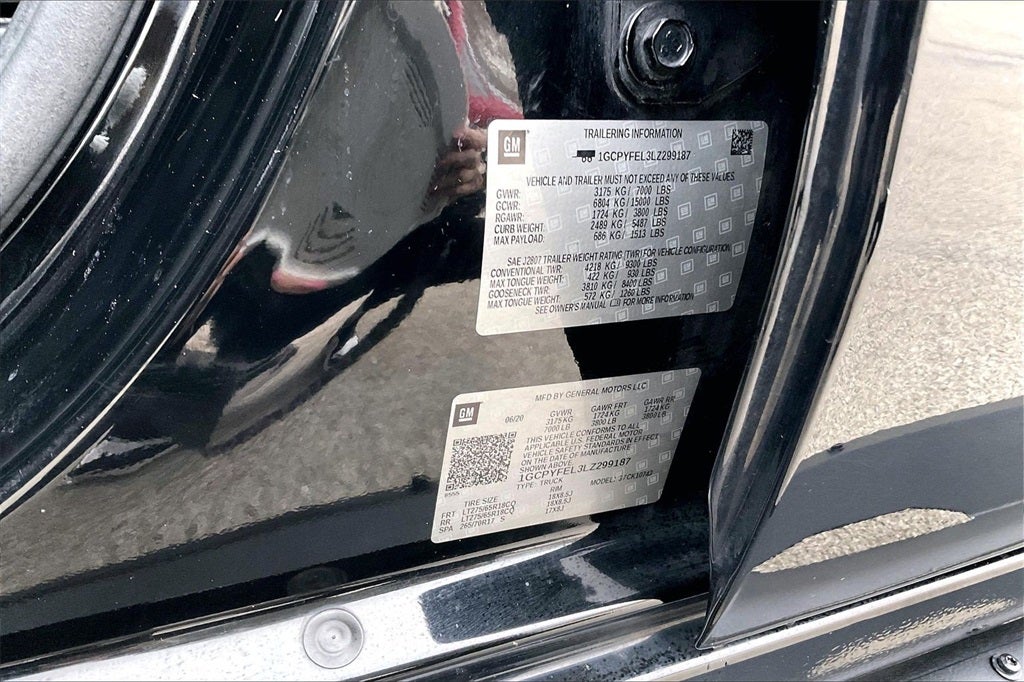 GM
TRAILERING INFORMATION
1GCPYFEL3LZ299187
VEHICLE AND TRAILER MUST NOT EXCEED ANY OF THESE VALUES
GVWR: 3175 KG/ 7000 LBS
GCWR: 6804 KG/ 15000 LBS
RGAWR: 1724 KG/ 3800 LBS
CURB WEIGHT: 2489 KG/ 5487 LBS
MAX PAYLOAD: 686 KG/ 1513 LBS
SAE J2807 TRAILER WEIGHT RATING (TWR) FOR VEHICLE CONFIGURATION
CONVENTIONAL TWR: 4218 KG/ 9300 LBS
MAX TONGUE WEIGHT: 422 KG/ 930 LBS
GOOSENECK TWR: 3810 KG/ 8400 LBS
MAX TONGUE WEIGHT: 572 KG/ 1260 LBS
SEE OWNER'S MANUAL FOR MORE INFORMATION
GM
MFD BY GENERAL MOTORS LLC
06/20 GVWR GAWR FRT GAWR RR
3175KG 1724KG 1724KG
7000LB 3800LB 3800LB
THIS VEHICLE CONFORMS TO ALL
APPLICABLE U.S. FEDERAL MOTOR
VEHICLE SAFETY STANDARDS IN EFFECT
ON THE DATE OF MANUFACTURE
SHOWN ABOVE.
1GCPYFEL3LZ299187
TYPE: TRUCK MODEL:
TIRE SIZE RIM
FRT LT275/65R18CQ 18X8.5J
RR LT275/65R18CQ 18X8.5J
SPA 265/70R17 S 17X8J